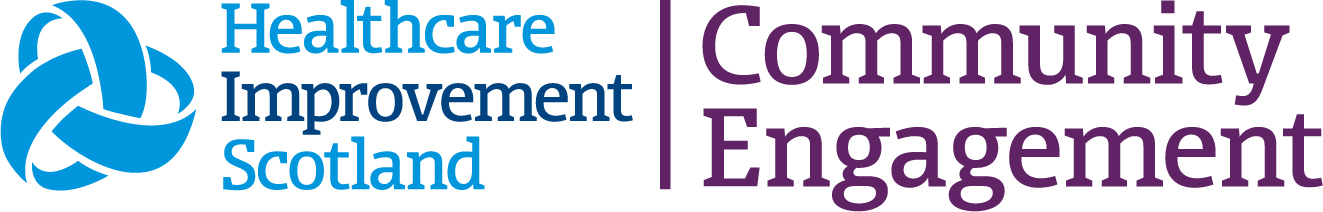 Healthcare
Improvement
Scotland
Community
Engagement